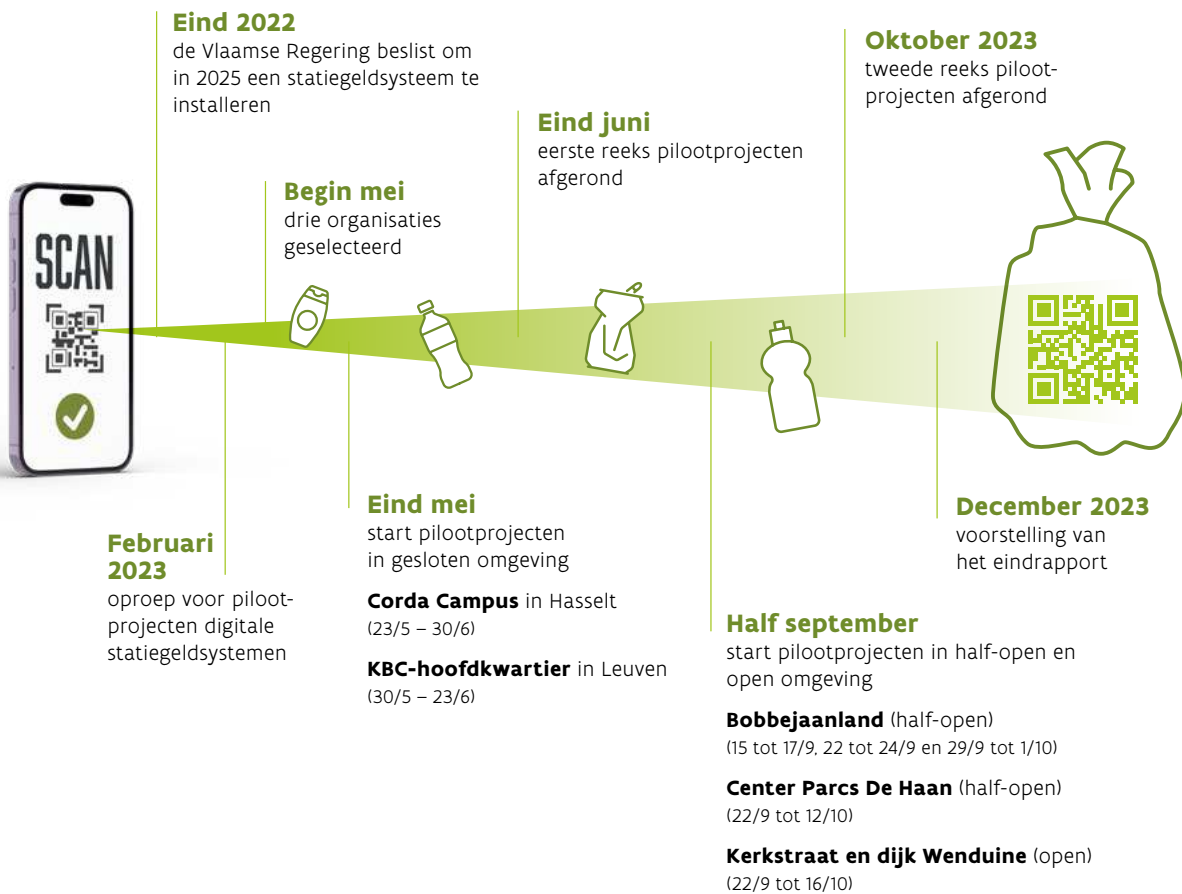 Eind 2022
de Vlaamse Regering beslist om
in 2025 een statiegeldsysteem te
installeren
Februari
2023
oproep voor piloot-
projecten digitale
statiegeldsystemen
Begin mei
drie organisaties
geselecteerd
Eind mei
start pilootprojecten
in gesloten omgeving
Corda Campus in Hasselt
(23/5 – 30/6)
KBC-hoofdkwartier in Leuven
(30/5 – 23/6)
Eind juni
eerste reeks pilootprojecten
afgerond
Half september
start pilootprojecten in half-open en
open omgeving
Bobbejaanland (half-open)
(15 tot 17/9, 22 tot 24/9 en 29/9 tot 1/10)
Center Parcs De Haan (half-open)
(22/9 tot 12/10)
Kerkstraat en dijk Wenduine (open)
(22/9 tot 16/10)
Oktober 2023
tweede reeks piloot-
projecten afgerond
December 2023
voorstelling van
het eindrapport
SCAN